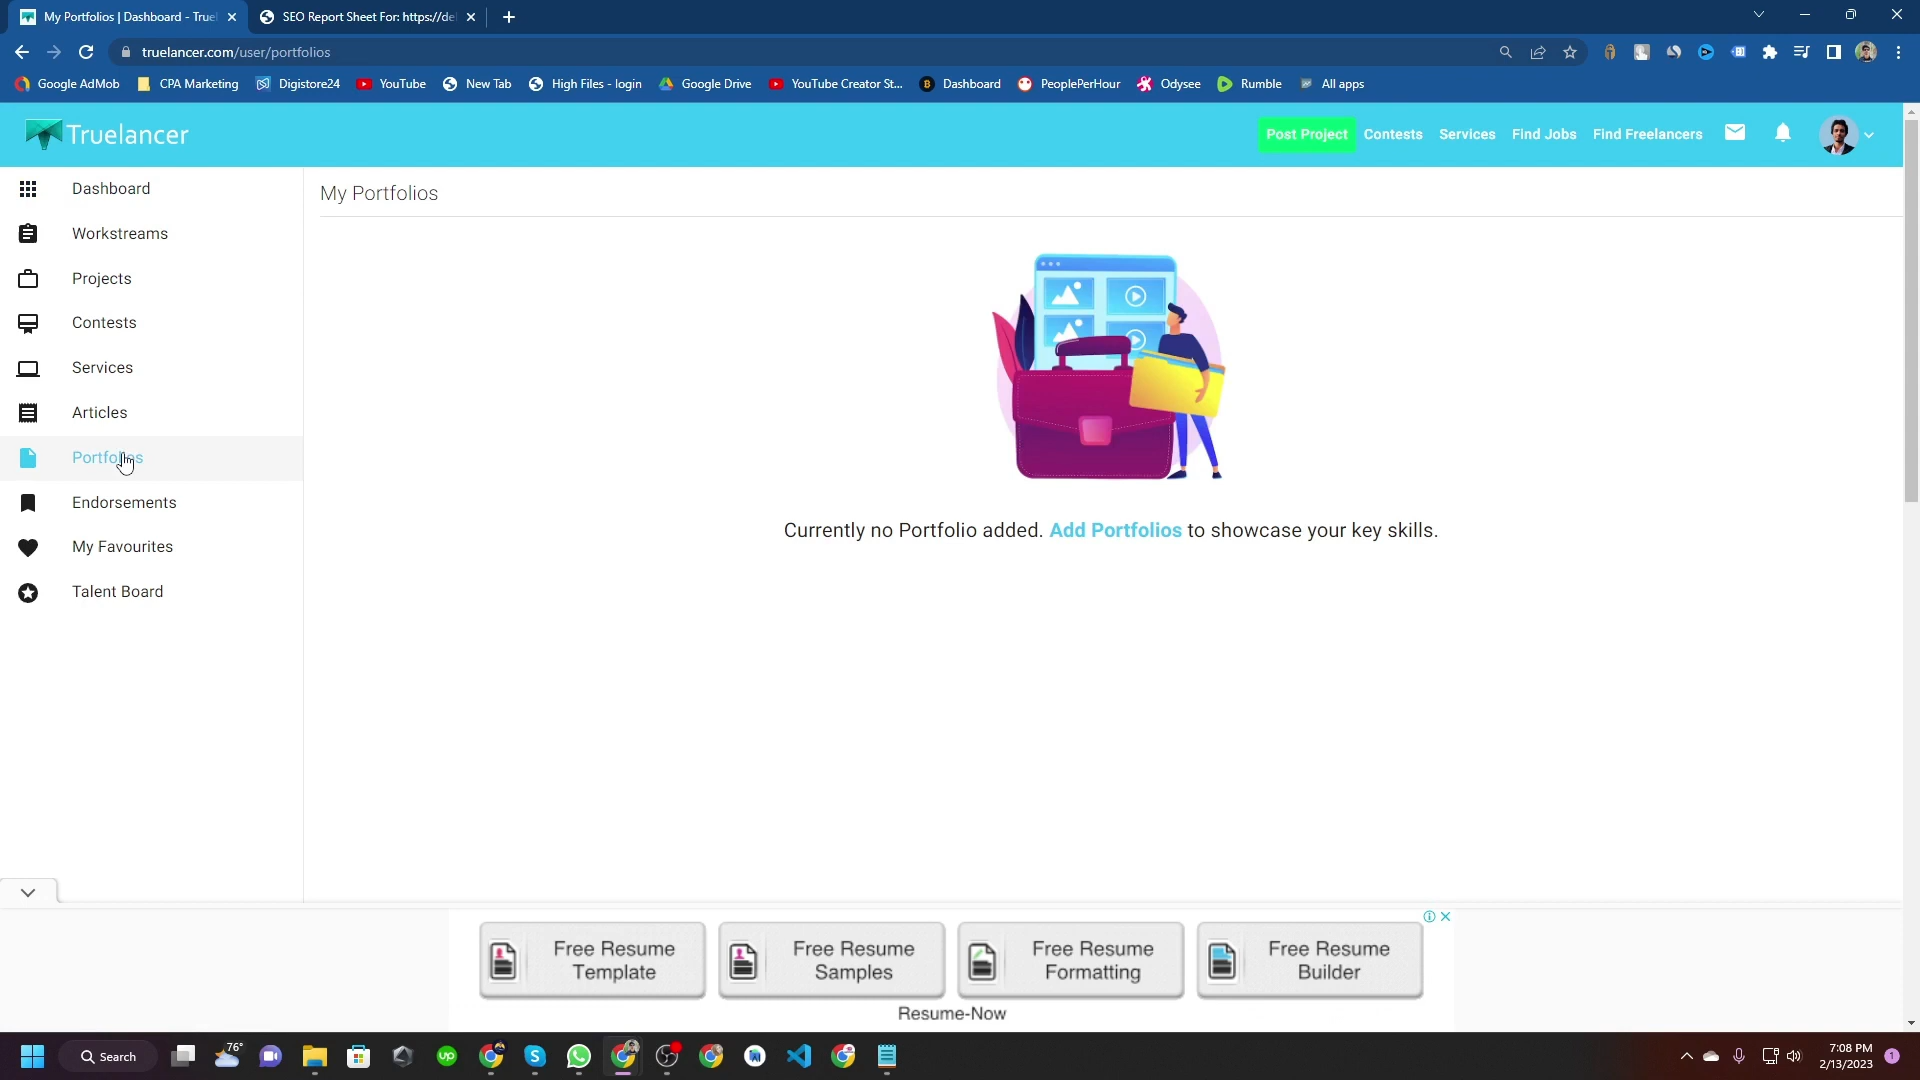 My Portfolios | Dashboard - True
SEO Report Sheet For: https://de
truelancer.com/user/portfolios
Google AdMob
CPA Marketing
Digistore24
YouTube
New Tab
High Files - login
Google Drive
YouTube Creator St...
Dashboard
PeoplePerHour
Odysee
Rumble
All apps
Truelancer
Post Project
Contests
Services
Find Jobs
Find Freelancers
Dashboard
Workstreams
Projects
Contests
Services
Articles
Portfolios
Endorsements
My Favourites
Talent Board
My Portfolios
Currently no Portfolio added. Add Portfolios to showcase your key skills.
Free Resume
Template
Free Resume
Samples
Free Resume
Formatting
Free Resume
Builder
Resume-Now
Search
76°
up
7:08 PM
2/13/2023
1